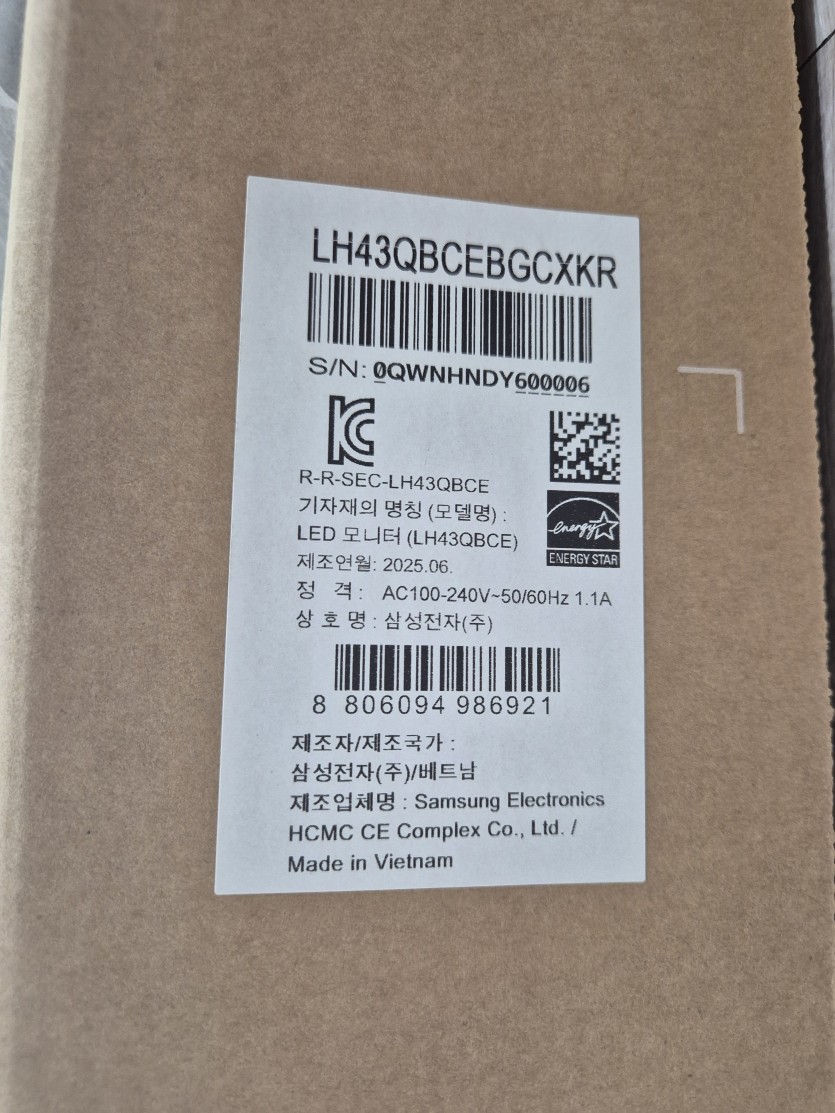 LH43QBCEBGCXKR
S/N: 0QWNHNDY600006
R-R-SEC-LH43QBCE
기자재의 명칭 (모델명) :
LED 모니터 (LH43QBCE)
energy
ENERGY STAR
제조연월: 2025.06.
정 격 : AC100-240V~50/60Hz 1.1A
상 호 명 : 삼성전자(주)
8 806094 986921
제조자/제조국가 :
삼성전자(주)/베트남
제조업체명 : Samsung Electronics
HCMC CE Complex Co., Ltd. /
Made in Vietnam